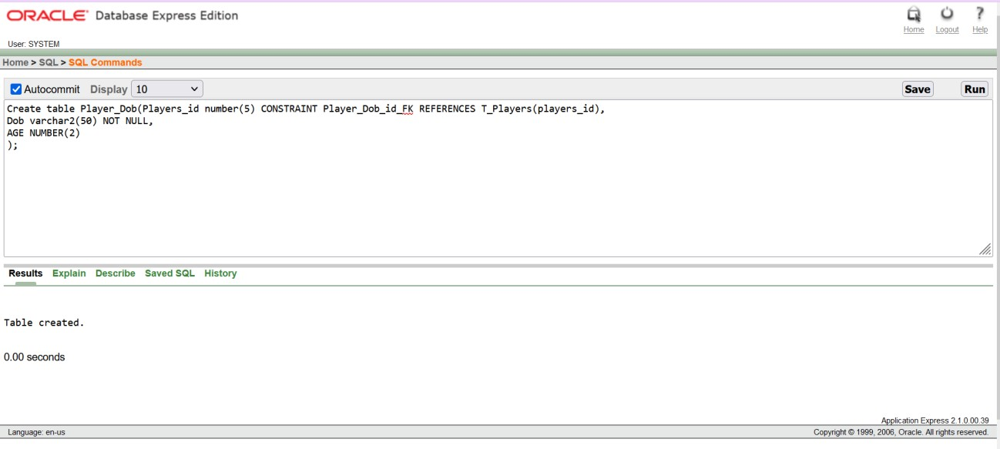 ORACLE® Database Express Edition
Home Logout Help
User: SYSTEM
Home > SQL > SQL Commands
Autocommit Display 10 Save Run
Create table Player_Dob(Players_id number(5) CONSTRAINT Player_Dob_id_FK REFERENCES T_Players(players_id),
Dob varchar2(50) NOT NULL,
AGE NUMBER(2)
);
Results Explain Describe Saved SQL History
Table created.
0.00 seconds
Application Express 2.1.0.00.39
Language: en-us Copyright © 1999, 2006, Oracle. All rights reserved.